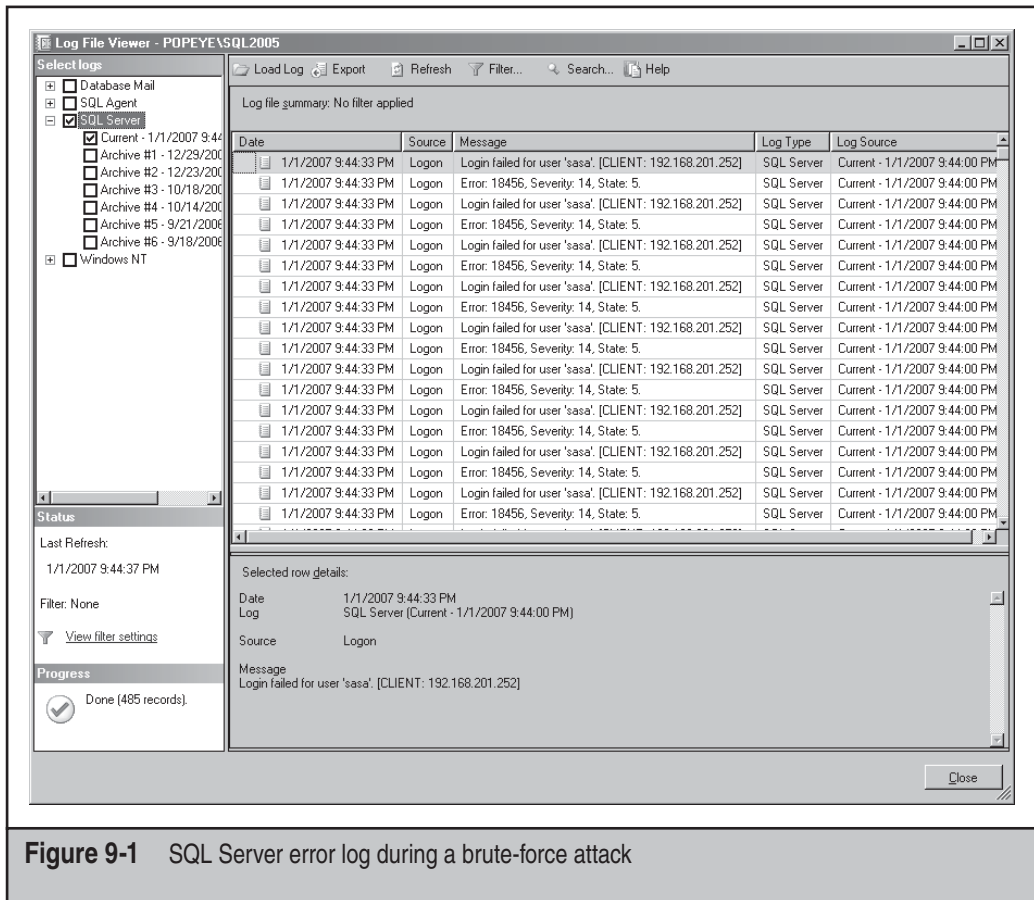 Log File Viewer - POPEYE\SQL2005
Select logs
Database Mail
SQL Agent
SQL Server
Current - 1/1/2007 9:44
Archive #1 - 12/29/200
Archive #2 - 12/23/200
Archive #3 - 10/18/200
Archive #4 - 10/14/200
Archive #5 - 9/21/2006
Archive #6 - 9/18/2006
Windows NT
Status
Last Refresh:
1/1/2007 9:44:37 PM
Filter: None
View filter settings
Progress
Done (485 records).
Load Log Export Refresh Filter... Search... Help
Log file summary: No filter applied
Date Source Message Log Type Log Source
1/1/2007 9:44:33 PM Logon Login failed for user 'sasa'. [CLIENT: 192.168.201.252] SQL Server Current - 1/1/2007 9:44:00 PM
1/1/2007 9:44:33 PM Logon Error: 18456, Severity: 14, State: 5. SQL Server Current - 1/1/2007 9:44:00 PM
1/1/2007 9:44:33 PM Logon Login failed for user 'sasa'. [CLIENT: 192.168.201.252] SQL Server Current - 1/1/2007 9:44:00 PM
1/1/2007 9:44:33 PM Logon Error: 18456, Severity: 14, State: 5. SQL Server Current - 1/1/2007 9:44:00 PM
1/1/2007 9:44:33 PM Logon Login failed for user 'sasa'. [CLIENT: 192.168.201.252] SQL Server Current - 1/1/2007 9:44:00 PM
1/1/2007 9:44:33 PM Logon Error: 18456, Severity: 14, State: 5. SQL Server Current - 1/1/2007 9:44:00 PM
1/1/2007 9:44:33 PM Logon Login failed for user 'sasa'. [CLIENT: 192.168.201.252] SQL Server Current - 1/1/2007 9:44:00 PM
1/1/2007 9:44:33 PM Logon Error: 18456, Severity: 14, State: 5. SQL Server Current - 1/1/2007 9:44:00 PM
1/1/2007 9:44:33 PM Logon Login failed for user 'sasa'. [CLIENT: 192.168.201.252] SQL Server Current - 1/1/2007 9:44:00 PM
1/1/2007 9:44:33 PM Logon Error: 18456, Severity: 14, State: 5. SQL Server Current - 1/1/2007 9:44:00 PM
1/1/2007 9:44:33 PM Logon Login failed for user 'sasa'. [CLIENT: 192.168.201.252] SQL Server Current - 1/1/2007 9:44:00 PM
1/1/2007 9:44:33 PM Logon Error: 18456, Severity: 14, State: 5. SQL Server Current - 1/1/2007 9:44:00 PM
1/1/2007 9:44:33 PM Logon Login failed for user 'sasa'. [CLIENT: 192.168.201.252] SQL Server Current - 1/1/2007 9:44:00 PM
1/1/2007 9:44:33 PM Logon Error: 18456, Severity: 14, State: 5. SQL Server Current - 1/1/2007 9:44:00 PM
1/1/2007 9:44:33 PM Logon Login failed for user 'sasa'. [CLIENT: 192.168.201.252] SQL Server Current - 1/1/2007 9:44:00 PM
1/1/2007 9:44:33 PM Logon Error: 18456, Severity: 14, State: 5. SQL Server Current - 1/1/2007 9:44:00 PM
1/1/2007 9:44:33 PM Logon Login failed for user 'sasa'. [CLIENT: 192.168.201.252] SQL Server Current - 1/1/2007 9:44:00 PM
1/1/2007 9:44:33 PM Logon Error: 18456, Severity: 14, State: 5. SQL Server Current - 1/1/2007 9:44:00 PM
Selected row details:
Date 1/1/2007 9:44:33 PM
Log SQL Server (Current - 1/1/2007 9:44:00 PM)
Source Logon
Message
Login failed for user 'sasa'. [CLIENT: 192.168.201.252]
Close
Figure 9-1 SQL Server error log during a brute-force attack